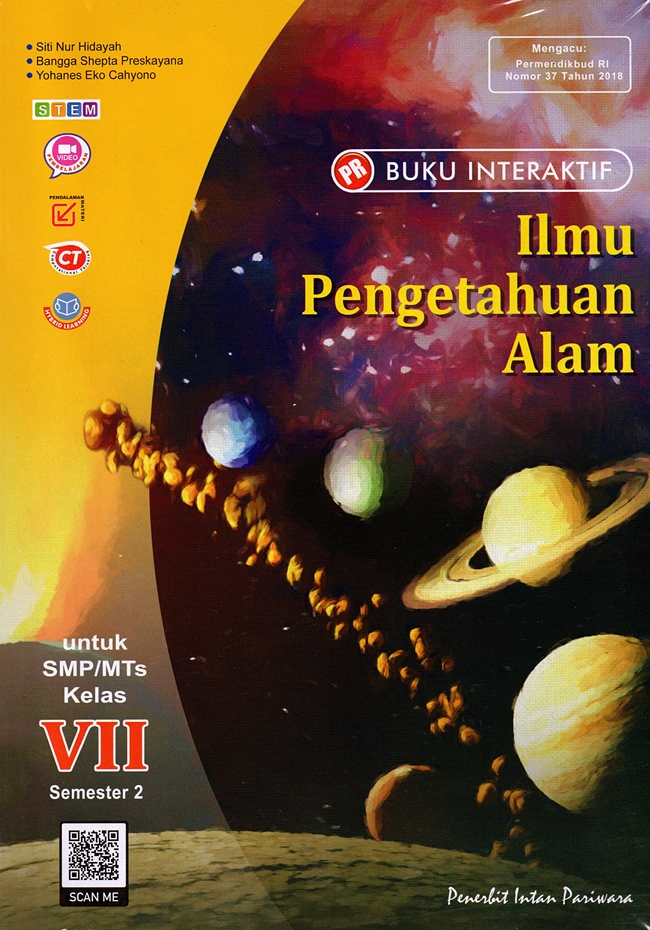 Siti Nur Hidayah
Bangga Shepta Preskayana
Yohanes Eko Cahyono
STEM
VIDEO
PEMBELAJARAN
PENDALAMAN
MATERI
CT
Computational Thinking
HYBRID LEARNING
Mengacu:
Permendikbud RI
Nomor 37 Tahun 2018
PR BUKU INTERAKTIF
Ilmu
Pengetahuan
Alam
untuk
SMP/MTs
Kelas
VII
Semester 2
SCAN ME
Penerbit Intan Pariwara